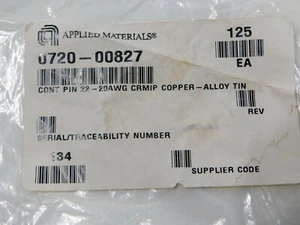 APPLIED MATERIALS®
125
0720-00827
EA
CONT PIN 22-20AWG CRMIP COPPER-ALLOY TIN
REV
SERIAL/TRACEABILITY NUMBER
SUPPLIER CODE